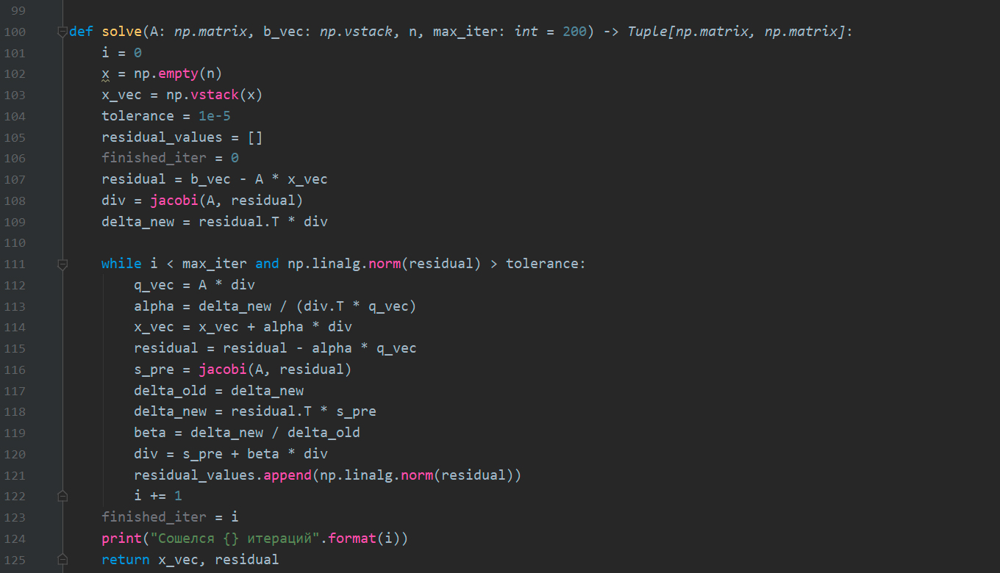 99
100 def solve(A: np.matrix, b_vec: np.vstack, n, max_iter: int = 200) -> Tuple[np.matrix, np.matrix]:
101     i = 0
102     x = np.empty(n)
103     x_vec = np.vstack(x)
104     tolerance = 1e-5
105     residual_values = []
106     finished_iter = 0
107     residual = b_vec - A * x_vec
108     div = jacobi(A, residual)
109     delta_new = residual.T * div
110
111     while i < max_iter and np.linalg.norm(residual) > tolerance:
112         q_vec = A * div
113         alpha = delta_new / (div.T * q_vec)
114         x_vec = x_vec + alpha * div
115         residual = residual - alpha * q_vec
116         s_pre = jacobi(A, residual)
117         delta_old = delta_new
118         delta_new = residual.T * s_pre
119         beta = delta_new / delta_old
120         div = s_pre + beta * div
121         residual_values.append(np.linalg.norm(residual))
122         i += 1
123     finished_iter = i
124     print("Сошелся {} итераций".format(i))
125     return x_vec, residual